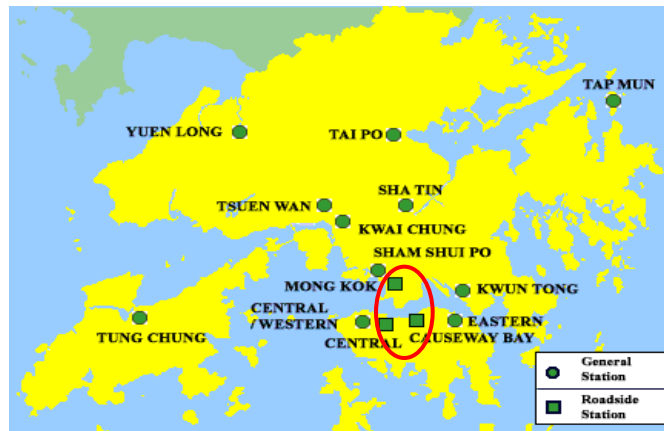 TAP MUN
YUEN LONG
TAI PO
TSUEN WAN
SHA TIN
KWAI CHUNG
SHAM SHUI PO
MONG KOK
KWUN TONG
CENTRAL
/WESTERN
EASTERN
TUNG CHUNG
CENTRAL
CAUSEWAY BAY
General
Station
Roadside
Station